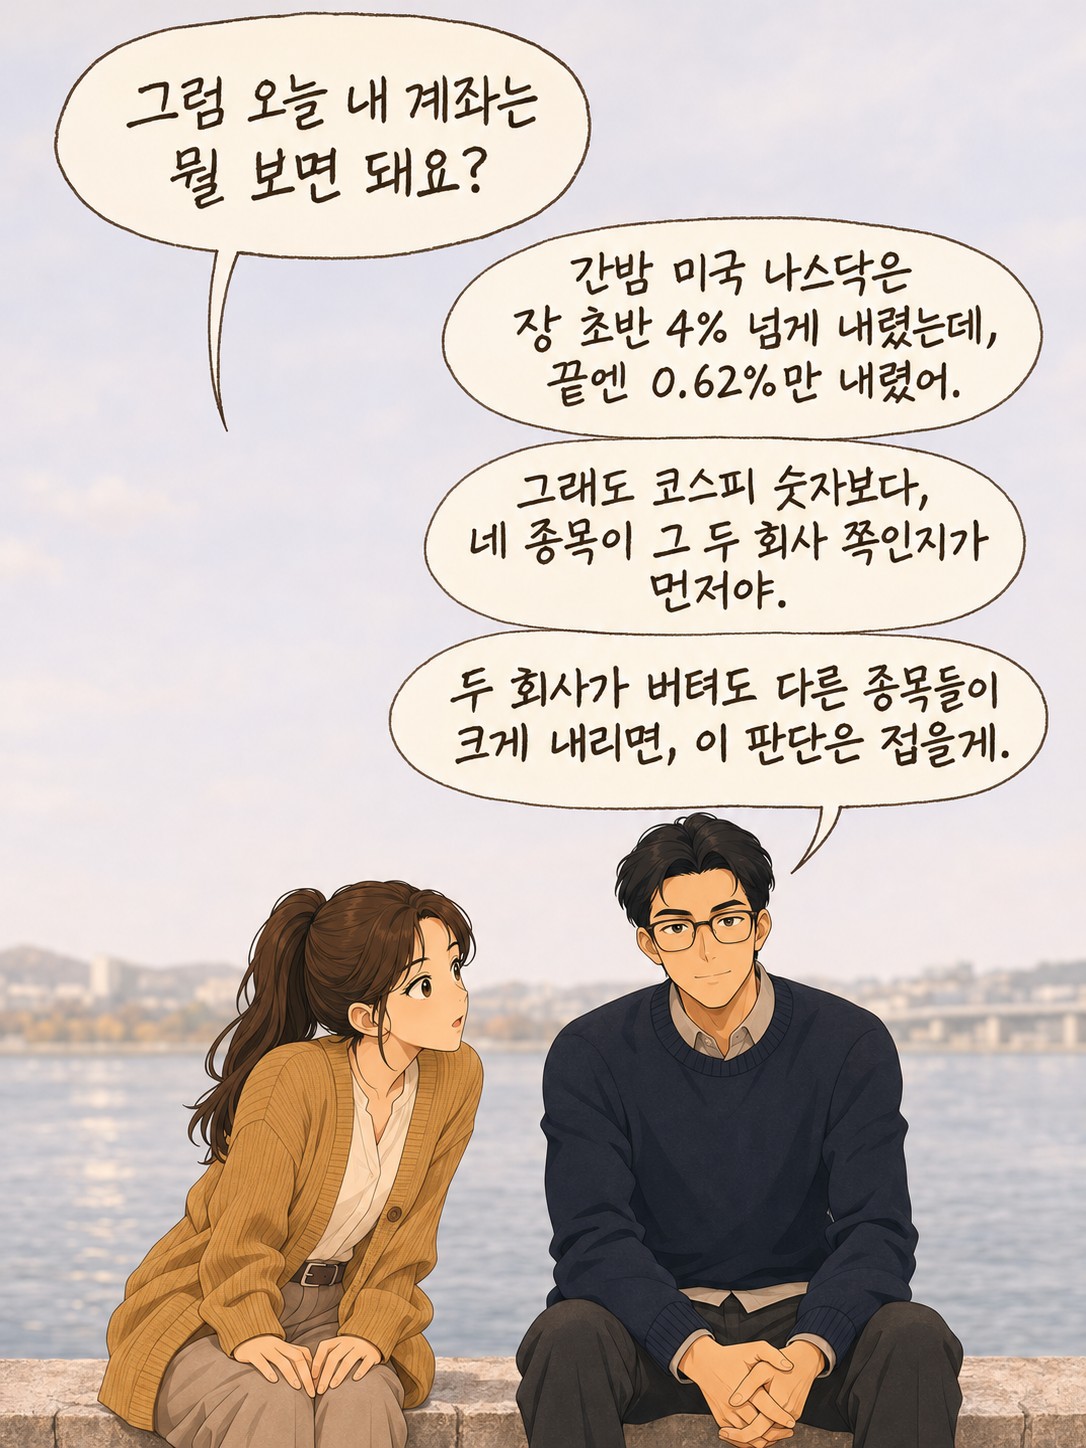 그럼 오늘 내 계좌는
뭘 보면 돼요?
간밤 미국 나스닥은
장 초반 4% 넘게 내렸는데,
끝엔 0.62%만 내렸어.
그래도 코스피 숫자보다,
네 종목이 그 두 회사 쪽인지가
먼저야.
두 회사가 버텨도 다른 종목들이
크게 내리면, 이 판단은 접을게.